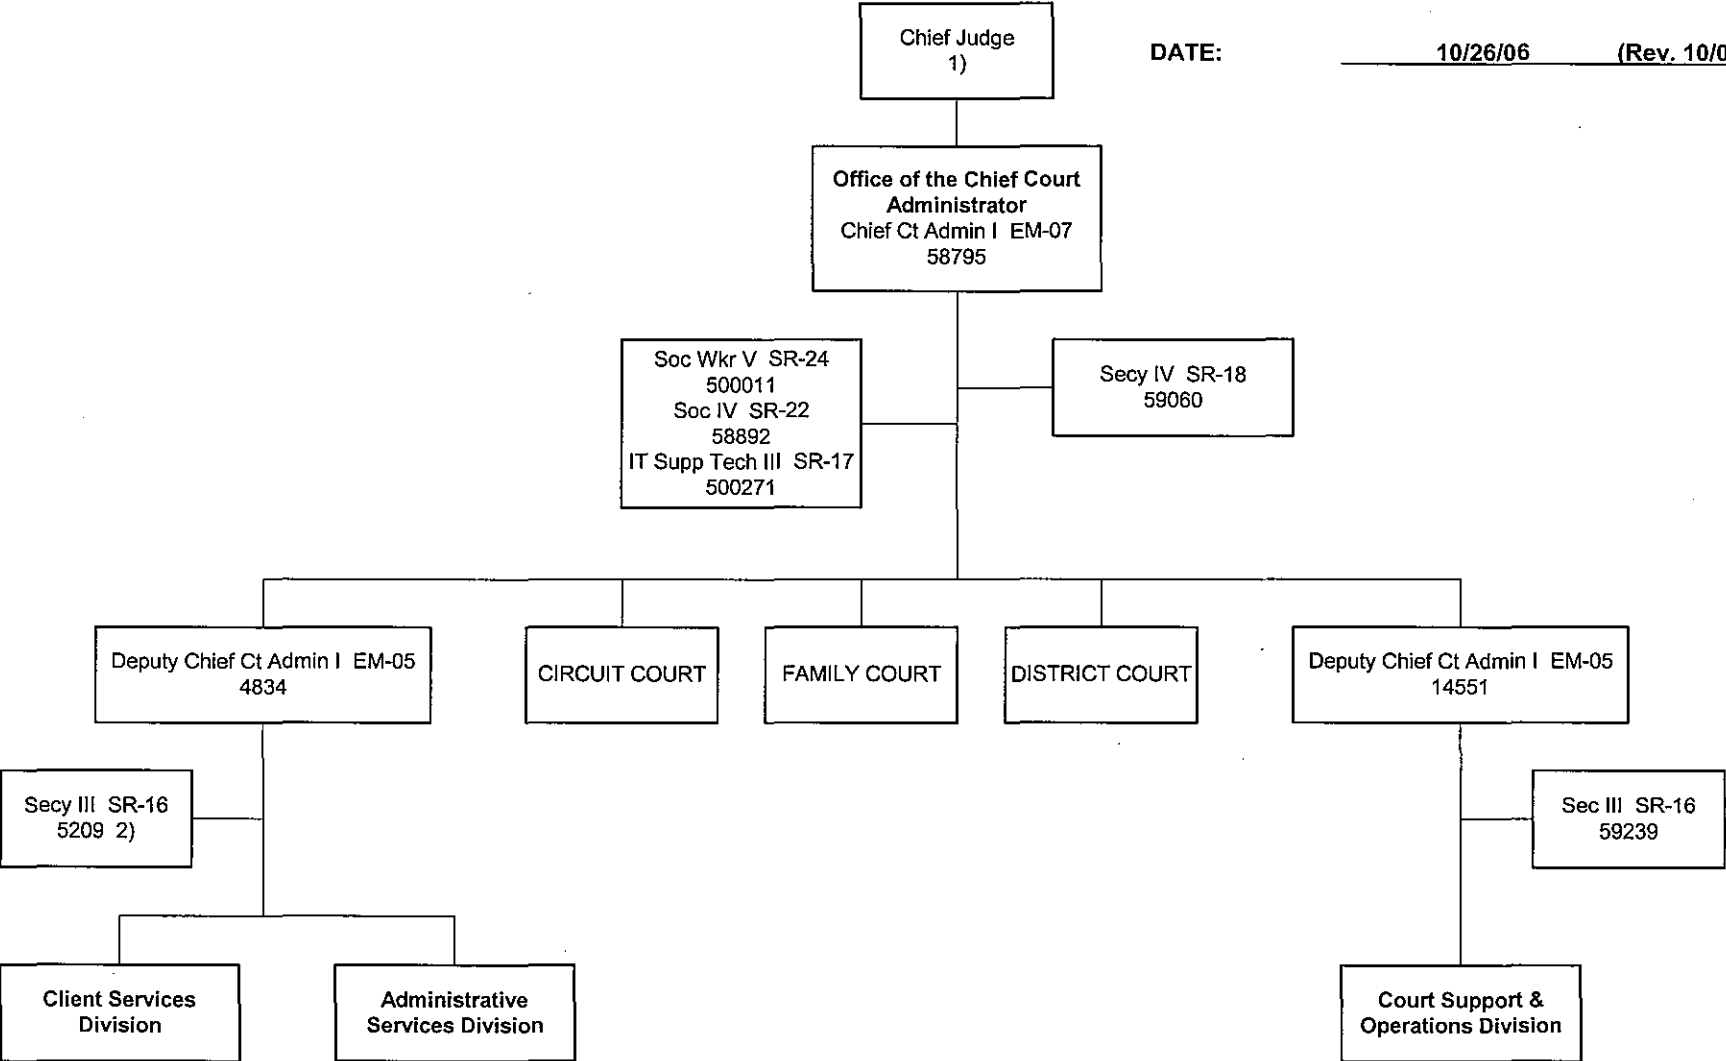 Chief Judge
1)
DATE: 10/26/06 (Rev. 10/0
Office of the Chief Court
Administrator
Chief Ct Admin I EM-07
58795
Soc Wkr V SR-24
500011
Soc IV SR-22
58892
IT Supp Tech III SR-17
500271
Secy IV SR-18
59060
Deputy Chief Ct Admin I EM-05
4834
CIRCUIT COURT
FAMILY COURT
DISTRICT COURT
Deputy Chief Ct Admin I EM-05
14551
Secy III SR-16
5209 2)
Sec III SR-16
59239
Client Services
Division
Administrative
Services Division
Court Support &
Operations Division